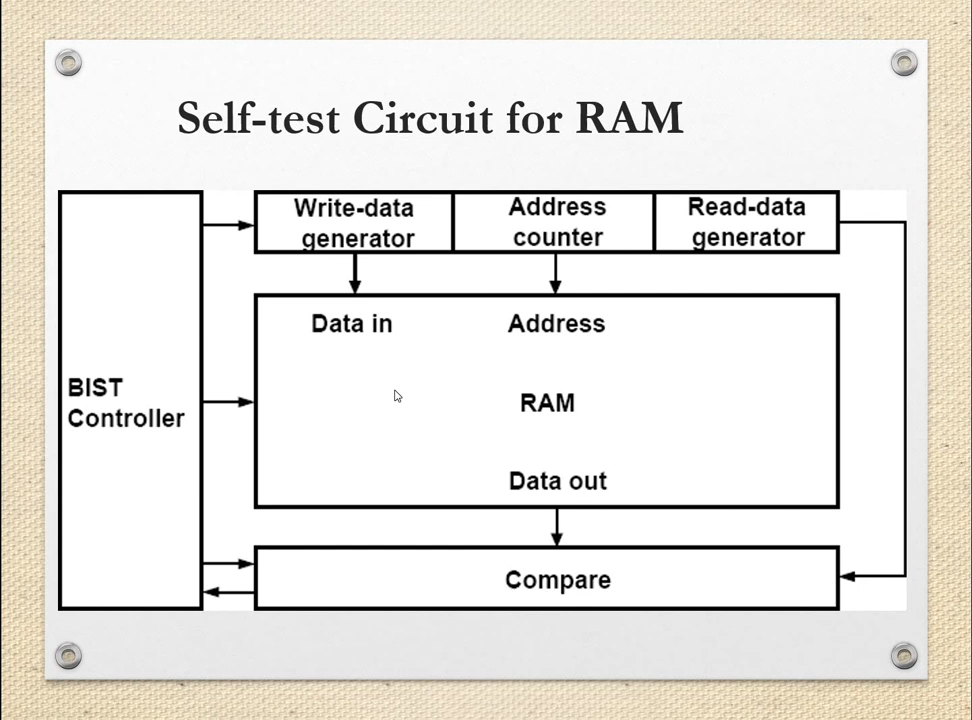 Self-test Circuit for RAM
Write-data
generator
Address
counter
Read-data
generator
Data in
Address
BIST
Controller
RAM
Data out
Compare